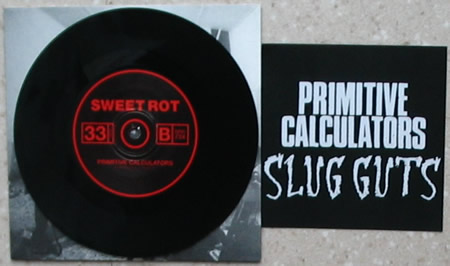 SWEET ROT
33
B
PRIMITIVE CALCULATORS
PRIMITIVE
CALCULATORS
SLUG GUTS